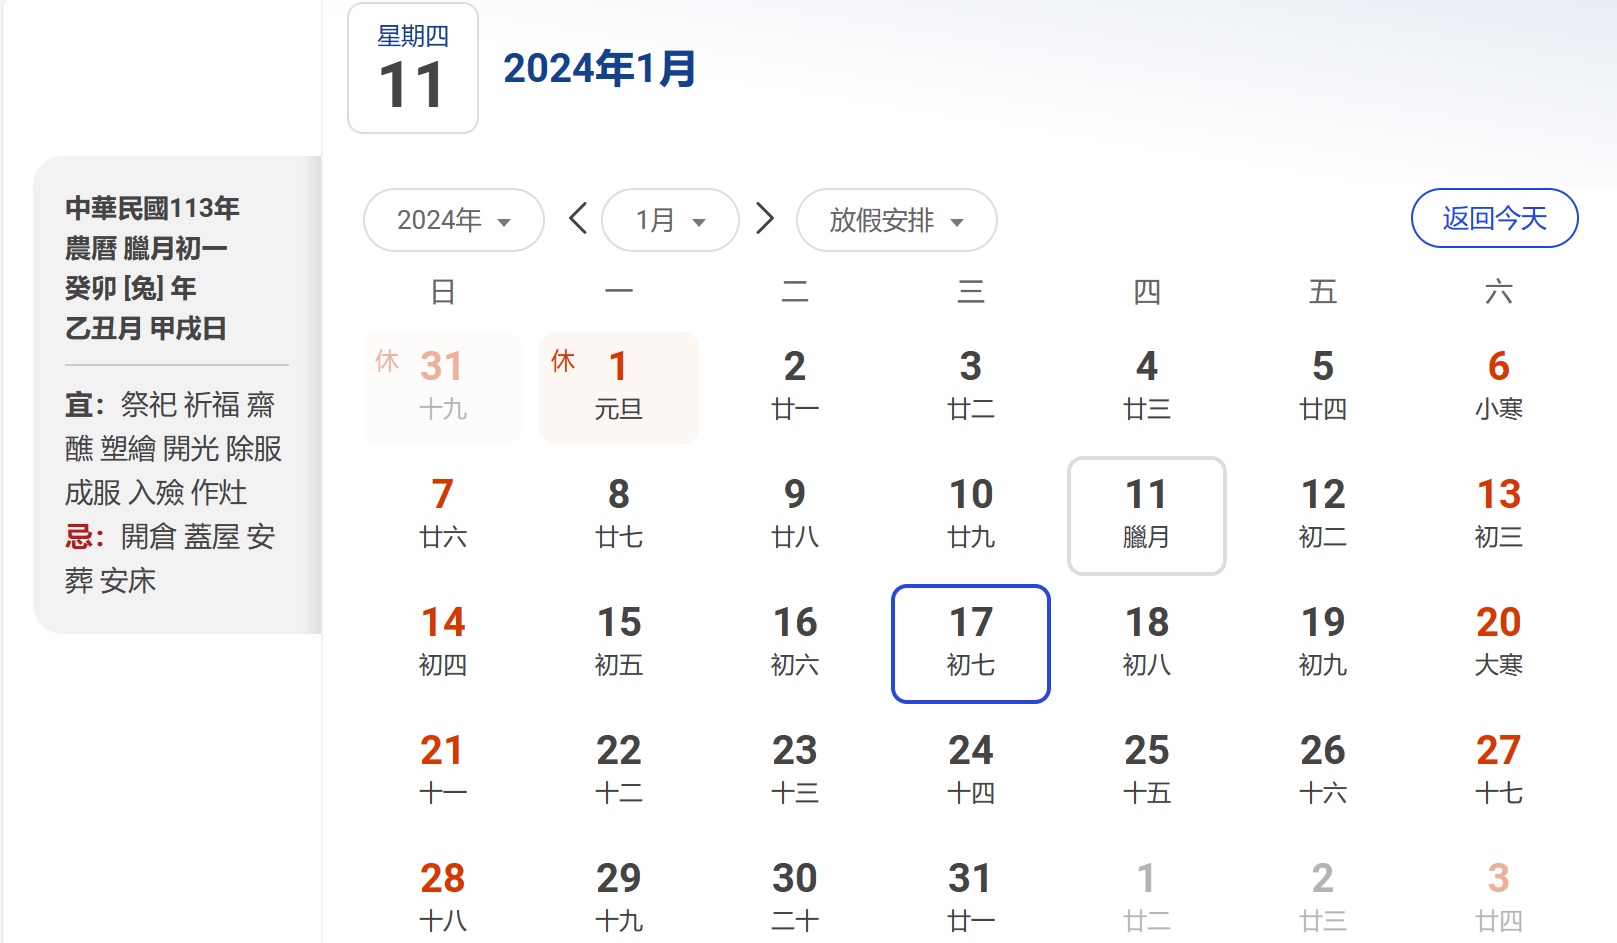 星期四
11
2024年1月
中華民國113年
農曆 臘月初一
癸卯 [兔] 年
乙丑月 甲戌日
宜：祭祀 祈福 齋
醮 塑繪 開光 除服
成服 入殮 作灶
忌：開倉 蓋屋 安
葬 安床
2024年 1月 放假安排 返回今天
日 一 二 三 四 五 六
休 31 休 1 2 3 4 5 6
十九 元旦 廿一 廿二 廿三 廿四 小寒
7 8 9 10 11 12 13
廿六 廿七 廿八 廿九 臘月 初二 初三
14 15 16 17 18 19 20
初四 初五 初六 初七 初八 初九 大寒
21 22 23 24 25 26 27
十一 十二 十三 十四 十五 十六 十七
28 29 30 31 1 2 3
十八 十九 二十 廿一 廿二 廿三 廿四